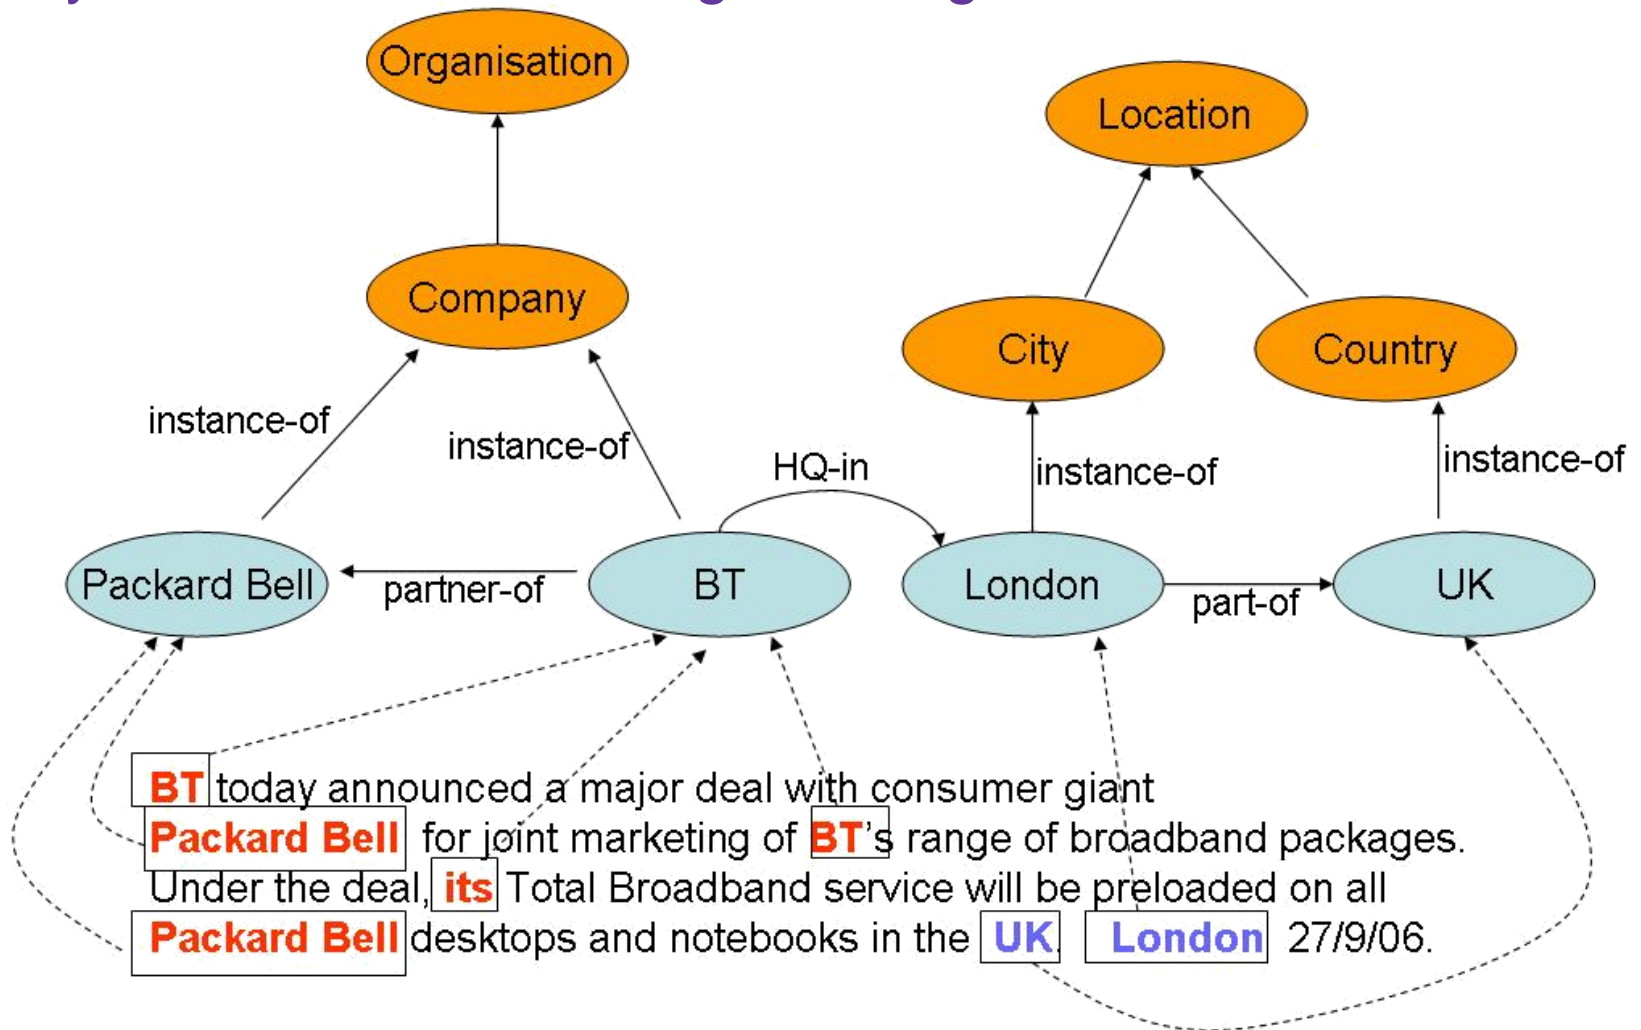 Organisation
Location
Company
City
Country
instance-of
instance-of
HQ-in
instance-of
instance-of
Packard Bell
partner-of
BT
London
part-of
UK
BT today announced a major deal with consumer giant
Packard Bell for joint marketing of BT's range of broadband packages.
Under the deal, its Total Broadband service will be preloaded on all
Packard Bell desktops and notebooks in the UK. London 27/9/06.